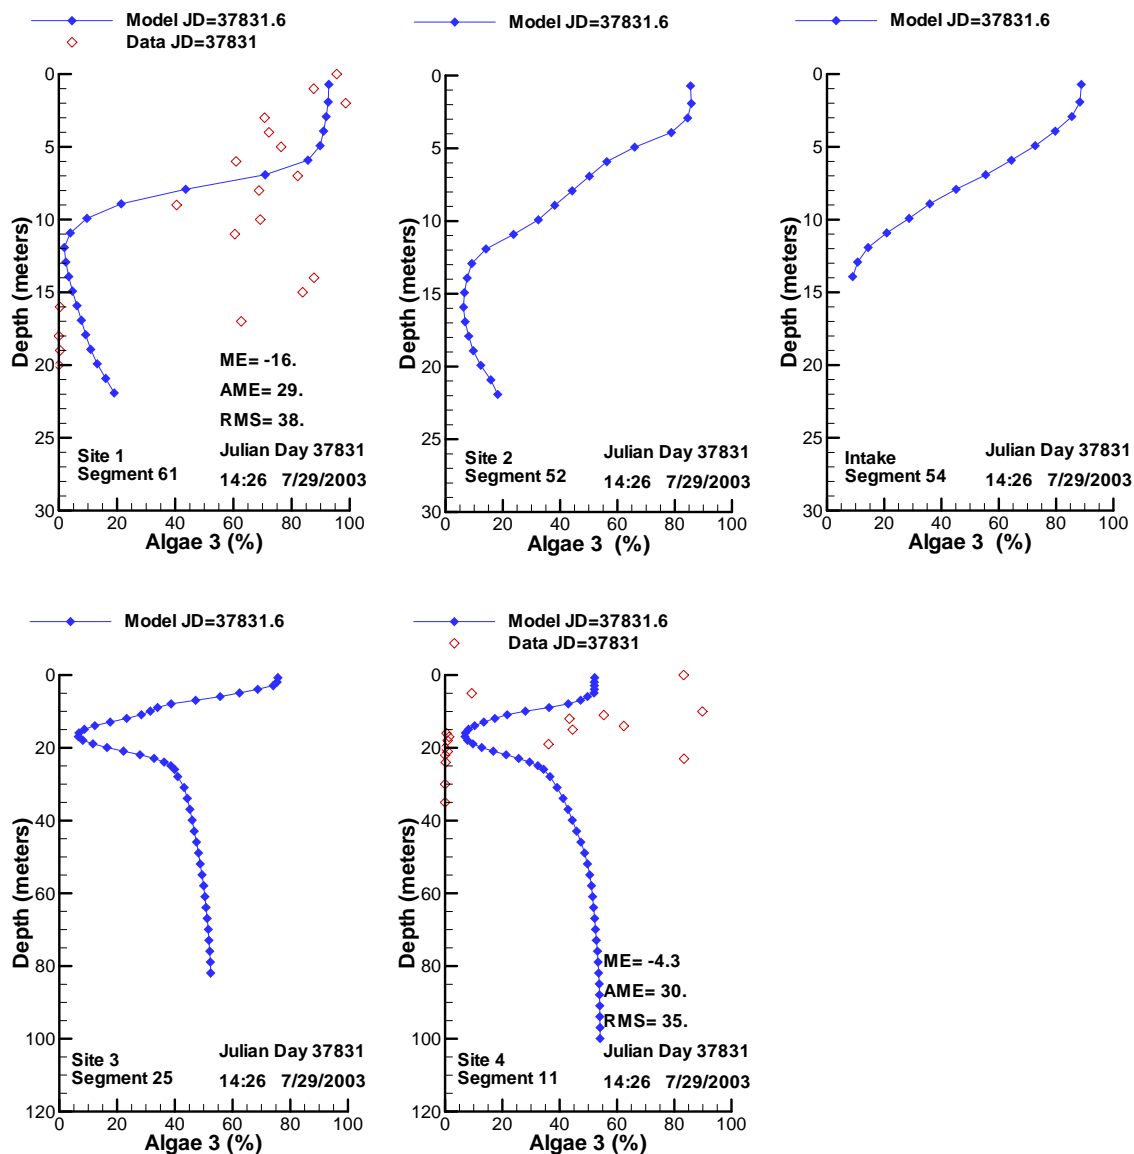 Model JD=37831.6
Data JD=37831
0
5
10
15
20
25
30
Depth (meters)
ME= -16.
AME= 29.
RMS= 38.
Site 1
Segment 61
Julian Day 37831
14:26 7/29/2003
0 20 40 60 80 100
Algae 3 (%)
Model JD=37831.6
0
5
10
15
20
25
30
Depth (meters)
Site 2
Segment 52
Julian Day 37831
14:26 7/29/2003
0 20 40 60 80 100
Algae 3 (%)
Model JD=37831.6
0
5
10
15
20
25
30
Depth (meters)
Intake
Segment 54
Julian Day 37831
14:26 7/29/2003
0 20 40 60 80 100
Algae 3 (%)
Model JD=37831.6
0
20
40
60
80
100
120
Depth (meters)
Site 3
Segment 25
Julian Day 37831
14:26 7/29/2003
0 20 40 60 80 100
Algae 3 (%)
Model JD=37831.6
Data JD=37831
0
20
40
60
80
100
120
Depth (meters)
ME= -4.3
AME= 30.
RMS= 35.
Site 4
Segment 11
Julian Day 37831
14:26 7/29/2003
0 20 40 60 80 100
Algae 3 (%)